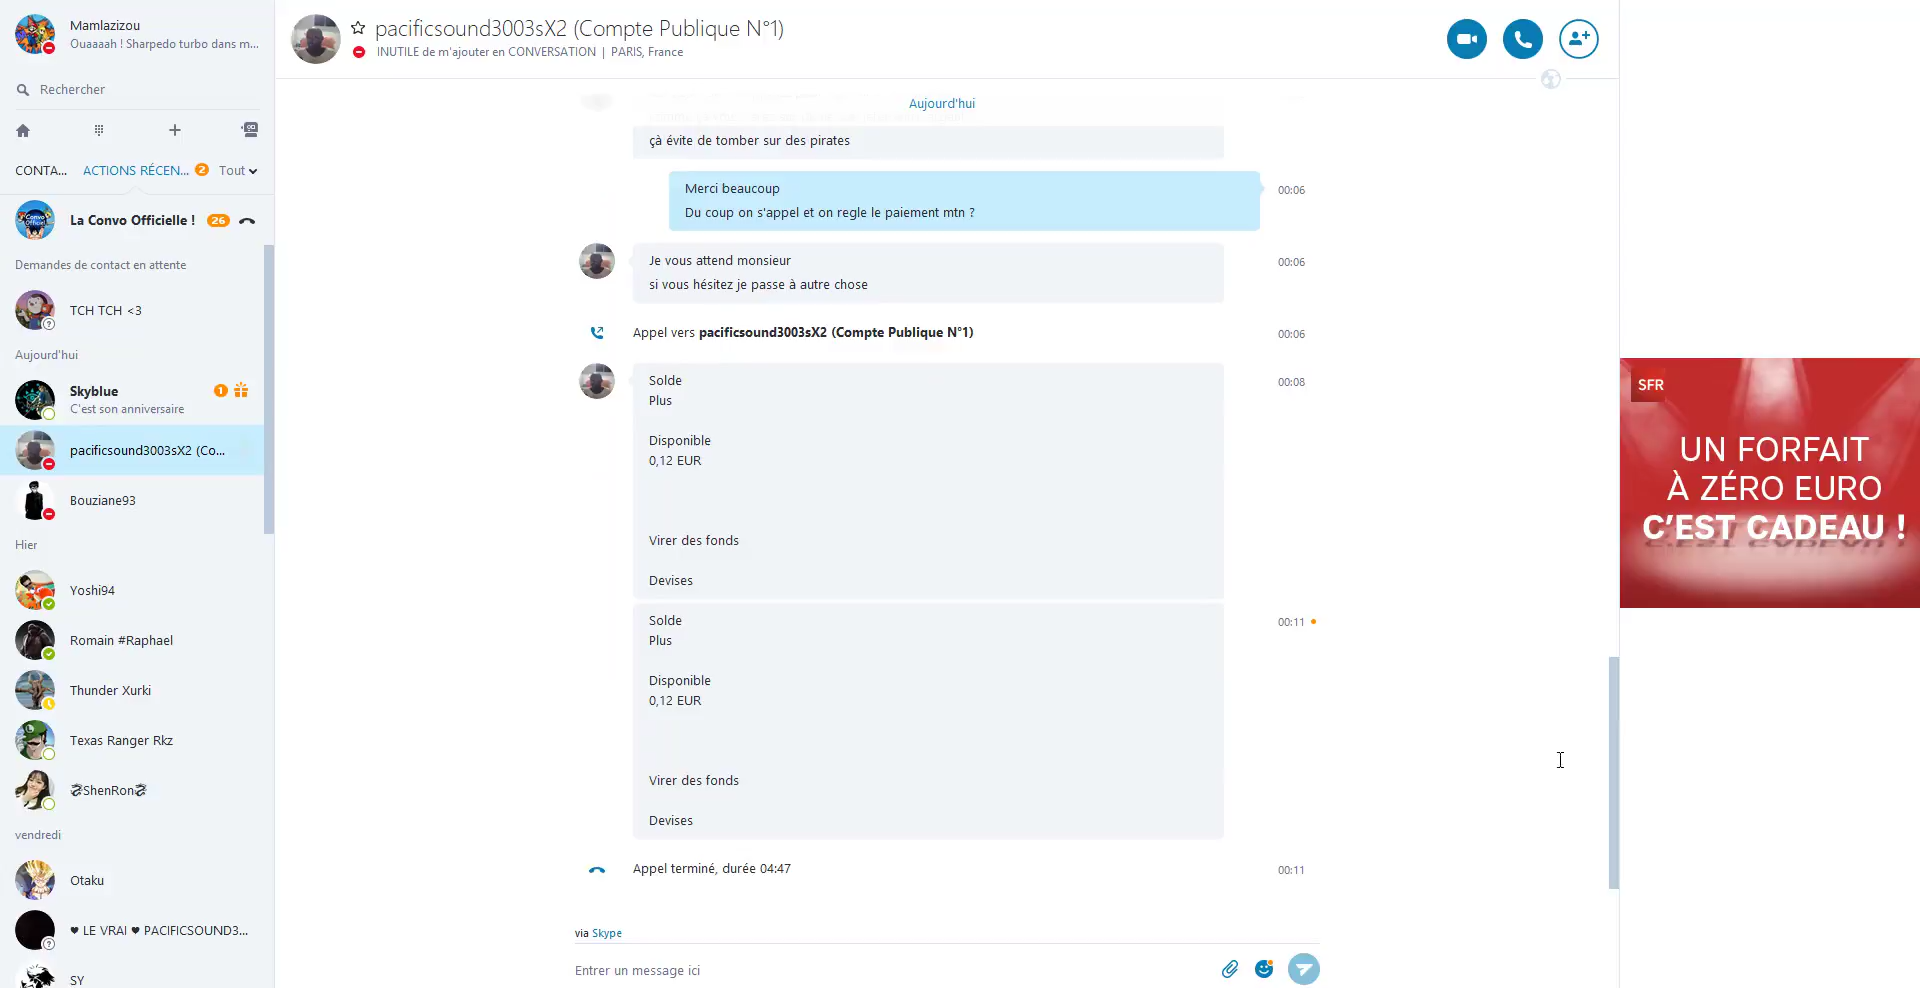 Mamlazizou
Ouaaaah ! Sharpedo turbo dans m...
Rechercher
CONTA...
ACTIONS RÉCEN...
2
Tout
La Convo Officielle !
26
Demandes de contact en attente
TCH TCH <3
Aujourd'hui
Skyblue
1
C'est son anniversaire
pacificsound3003sX2 (Co...
Bouziane93
Hier
Yoshi94
Romain #Raphael
Thunder Xurki
Texas Ranger Rkz
ShenRon
vendredi
Otaku
♥ LE VRAI ♥ PACIFICSOUND3...
SY
pacificsound3003sX2 (Compte Publique N°1)
INUTILE de m'ajouter en CONVERSATION | PARIS, France
Aujourd'hui
çà évite de tomber sur des pirates
Merci beaucoup
00:06
Du coup on s'appel et on regle le paiement mtn ?
Je vous attend monsieur
00:06
si vous hésitez je passe à autre chose
Appel vers pacificsound3003sX2 (Compte Publique N°1)
00:06
Solde
00:08
Plus
Disponible
0,12 EUR
Virer des fonds
Devises
Solde
00:11
Plus
Disponible
0,12 EUR
Virer des fonds
Devises
Appel terminé, durée 04:47
00:11
via Skype
Entrer un message ici
SFR
UN FORFAIT
À ZÉRO EURO
C'EST CADEAU !